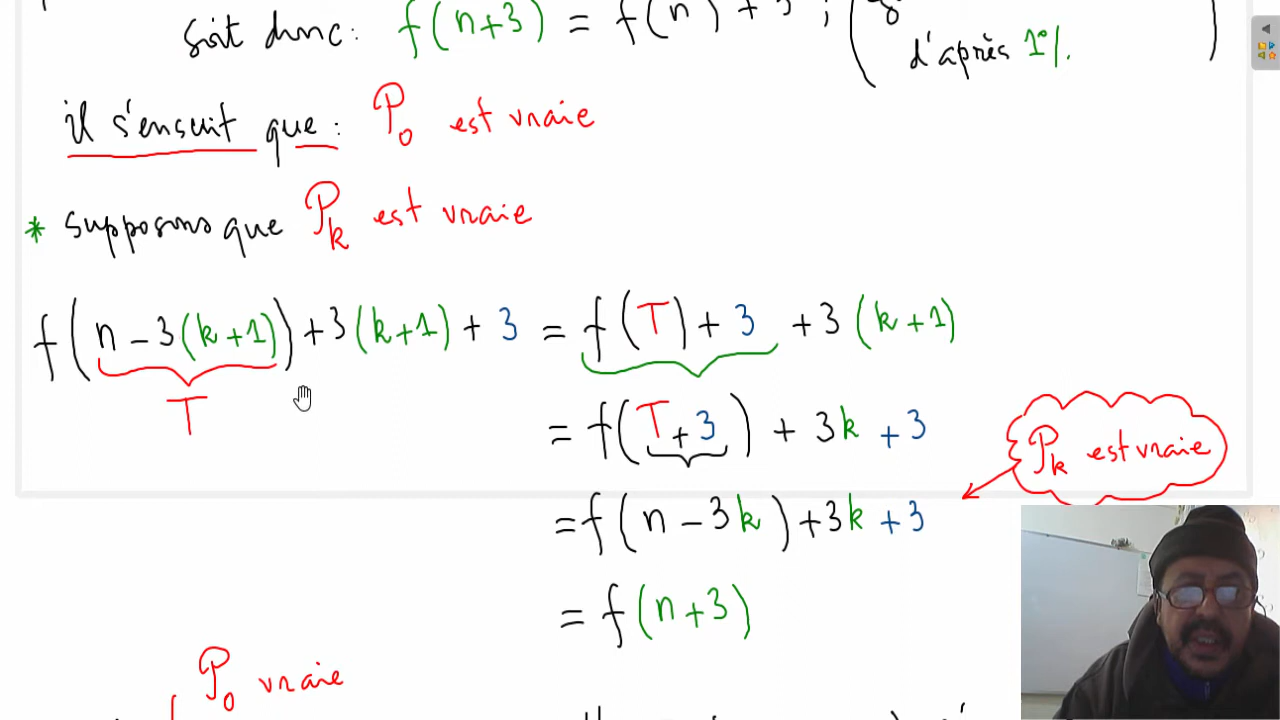 soit donc: f(n+3) = f(n) + 3 ;
d'après 1°/.
il s'ensuit que: P₀ est vraie
* supposons que Pₖ est vraie
f(n - 3(k+1)) + 3(k+1) + 3 = f(T) + 3 + 3(k+1)
T
= f(T+3) + 3k + 3
Pₖ est vraie
= f(n - 3k) + 3k + 3
= f(n+3)
P₀ vraie